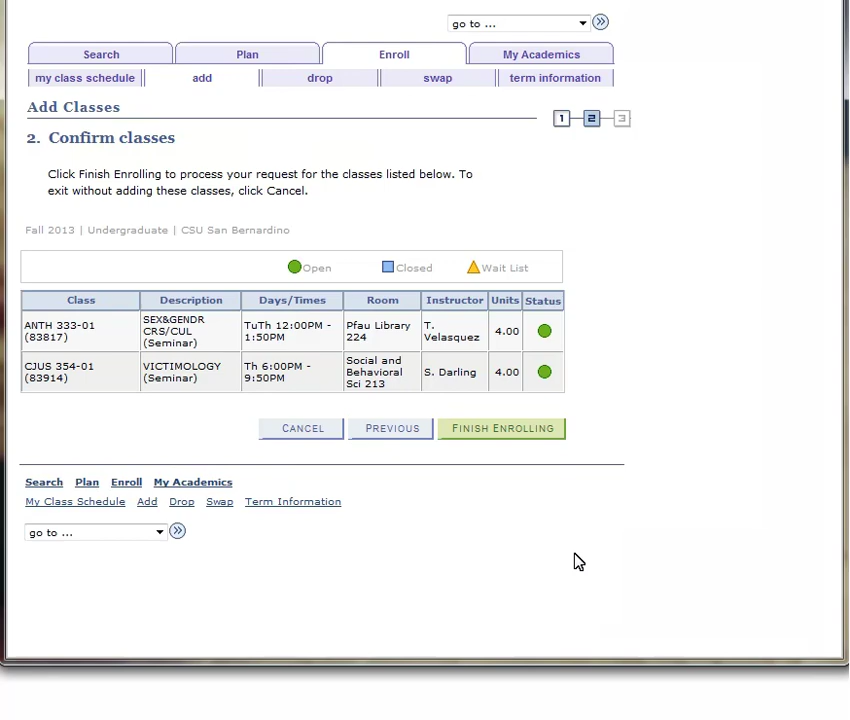 go to ...
Search Plan Enroll My Academics
my class schedule add drop swap term information
Add Classes
1 2 3
2. Confirm classes
Click Finish Enrolling to process your request for the classes listed below. To
exit without adding these classes, click Cancel.
Fall 2013 | Undergraduate | CSU San Bernardino
Open Closed Wait List
Class Description Days/Times Room Instructor Units Status
ANTH 333-01
(83817)
SEX&GENDR
CRS/CUL
(Seminar)
TuTh 12:00PM -
1:50PM
Pfau Library
224
T.
Velasquez
4.00
CJUS 354-01
(83914)
VICTIMOLOGY
(Seminar)
Th 6:00PM -
9:50PM
Social and
Behavioral
Sci 213
S. Darling
4.00
CANCEL PREVIOUS FINISH ENROLLING
Search Plan Enroll My Academics
My Class Schedule Add Drop Swap Term Information
go to ...